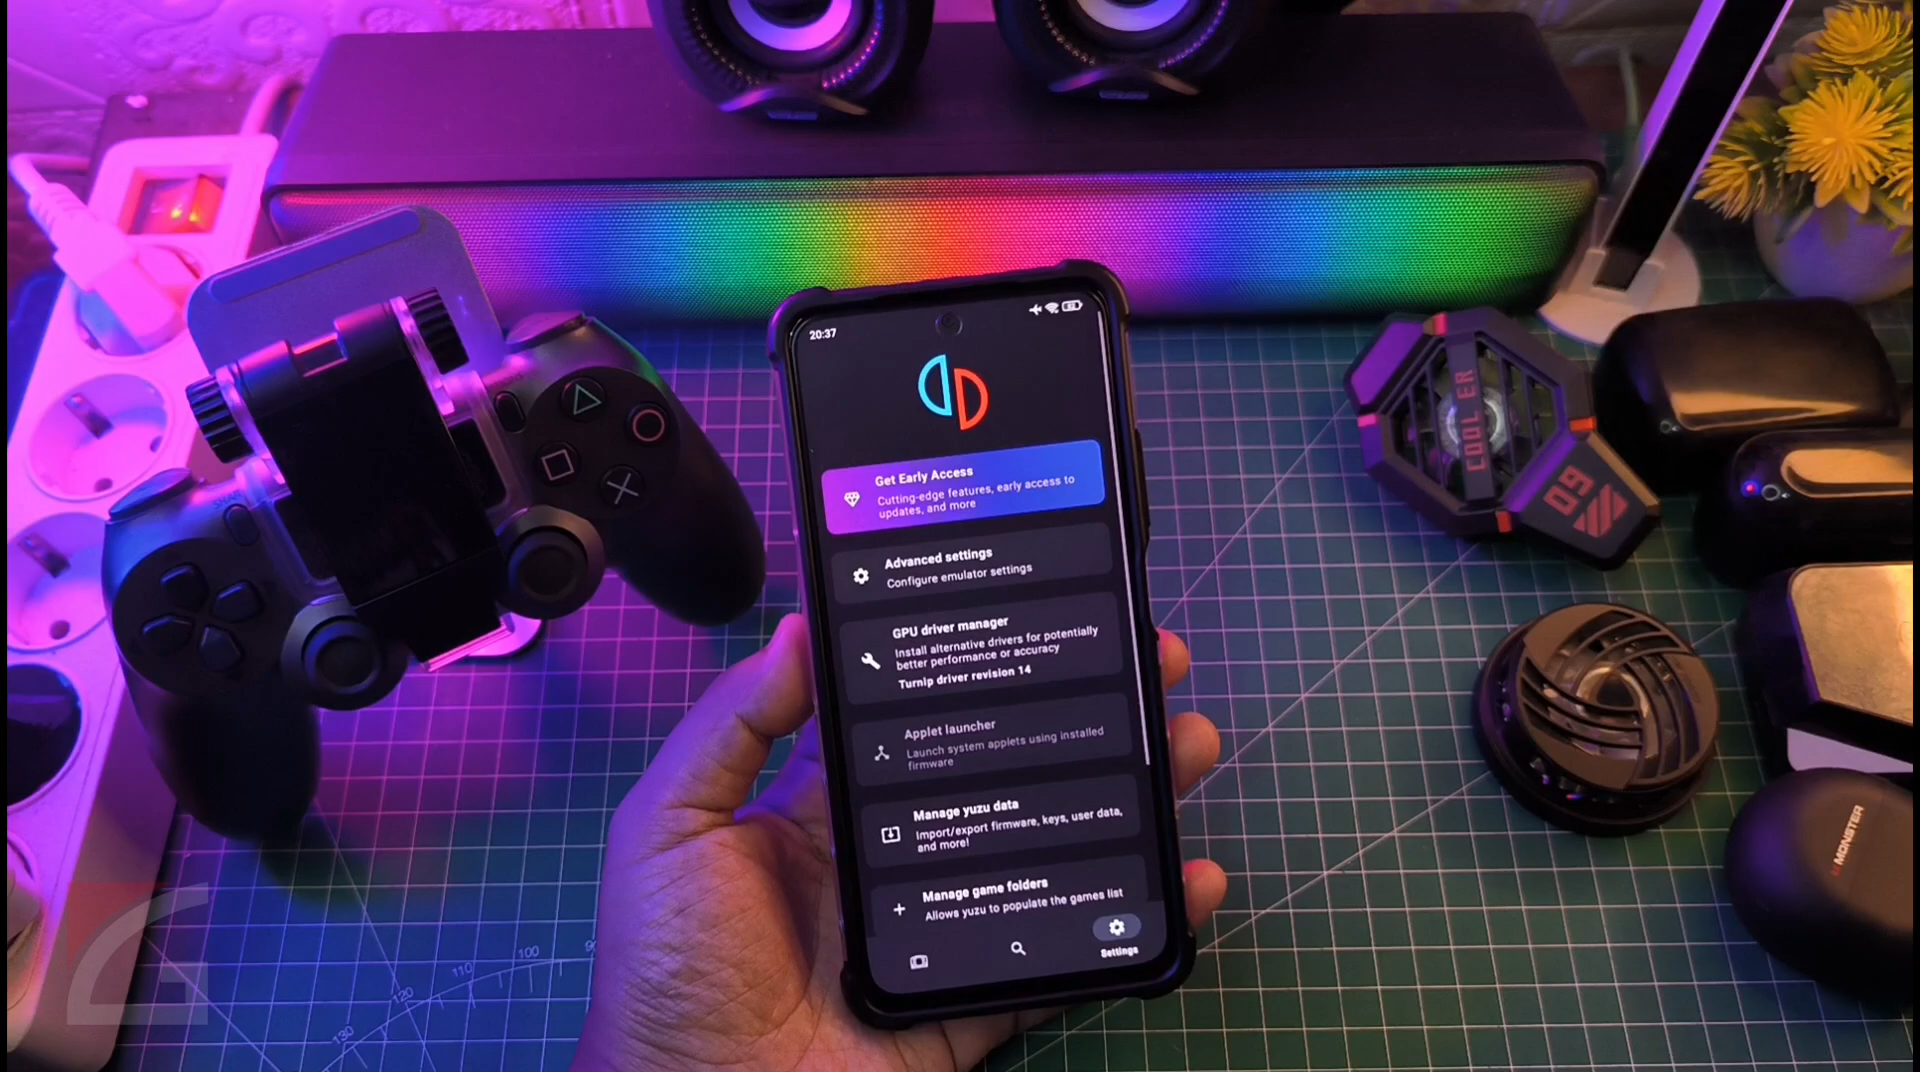 20:37
Get Early Access
Cutting-edge features, early access to
updates, and more
Advanced settings
Configure emulator settings
GPU driver manager
Install alternative drivers for potentially
better performance or accuracy
Turnip driver revision 14
Applet launcher
Launch system applets using installed
firmware
Manage yuzu data
Import/export firmware, keys, user data,
and more!
Manage game folders
Allows yuzu to populate the games list
Settings
SHARE
COOLER
09
MONSTER
90
100
110
120
130